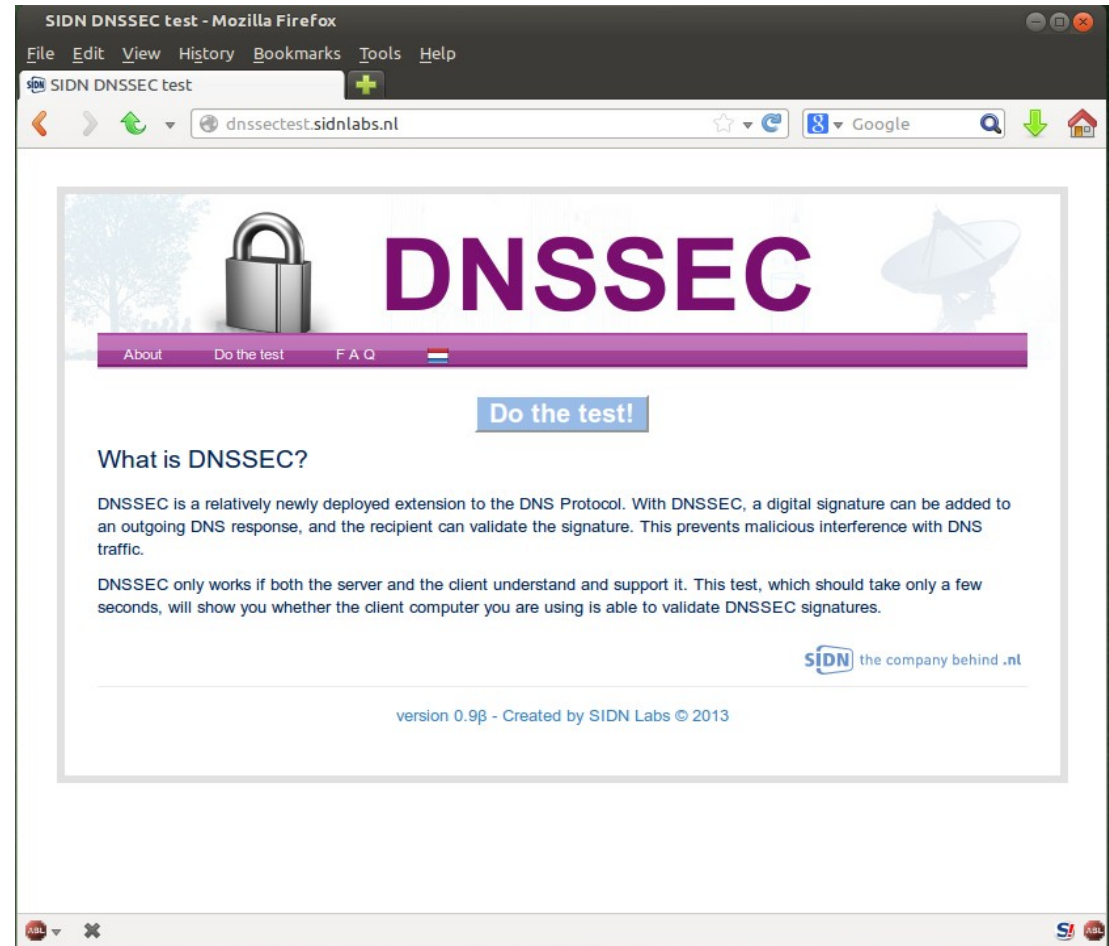 SIDN DNSSEC test - Mozilla Firefox
File Edit View History Bookmarks Tools Help
SIDN SIDN DNSSEC test
dnssectest.sidnlabs.nl
8 Google
DNSSEC
About Do the test F A Q
Do the test!
What is DNSSEC?
DNSSEC is a relatively newly deployed extension to the DNS Protocol. With DNSSEC, a digital signature can be added to
an outgoing DNS response, and the recipient can validate the signature. This prevents malicious interference with DNS
traffic.
DNSSEC only works if both the server and the client understand and support it. This test, which should take only a few
seconds, will show you whether the client computer you are using is able to validate DNSSEC signatures.
SIDN the company behind .nl
version 0.9β - Created by SIDN Labs © 2013
ABL S! ABL